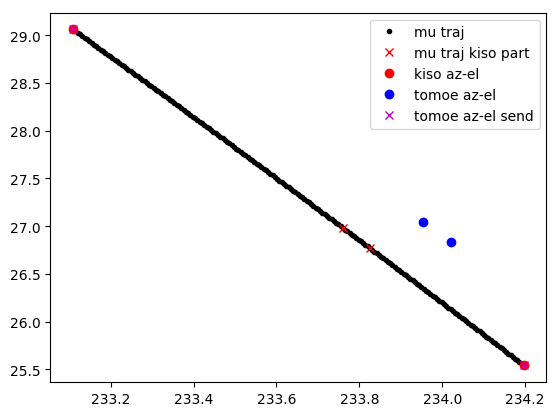 29.0
28.5
28.0
27.5
27.0
26.5
26.0
25.5
233.2 233.4 233.6 233.8 234.0 234.2
mu traj
mu traj kiso part
kiso az-el
tomoe az-el
tomoe az-el send